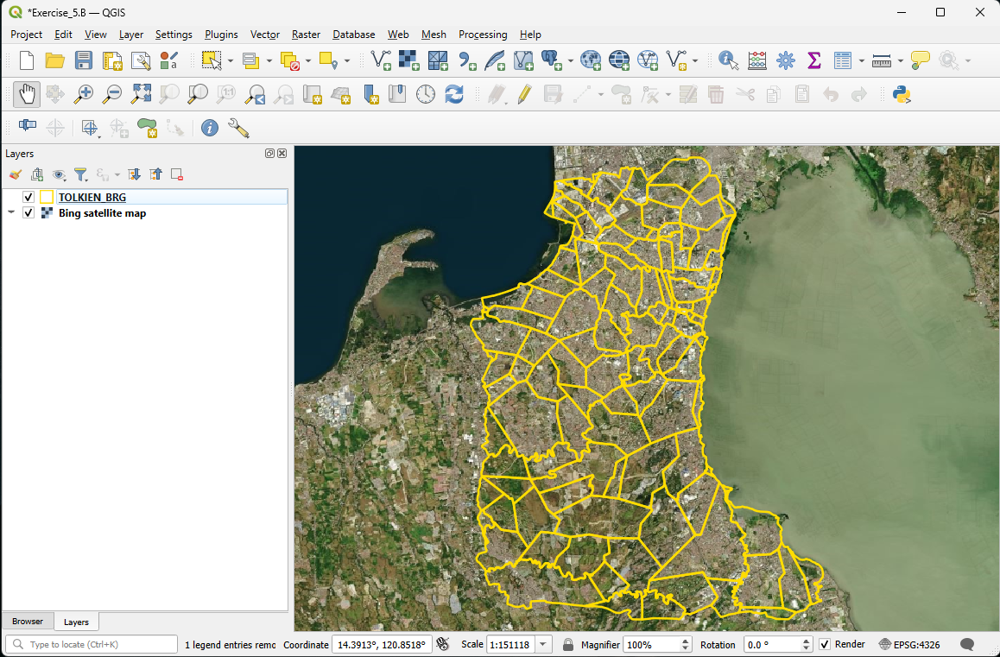 *Exercise_5.B — QGIS
Project Edit View Layer Settings Plugins Vector Raster Database Web Mesh Processing Help
Layers
TOLKIEN_BRG
Bing satellite map
Browser Layers
Type to locate (Ctrl+K) 1 legend entries remo Coordinate 14.3913°, 120.8518° Scale 1:151118 Magnifier 100% Rotation 0.0 ° Render EPSG:4326